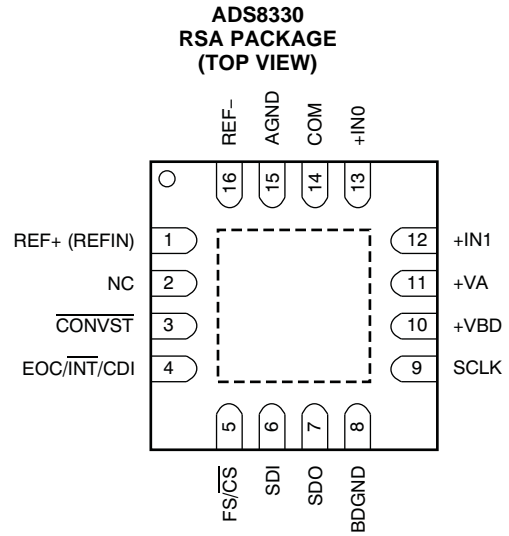 ADS8330
RSA PACKAGE
(TOP VIEW)
REF–
AGND
COM
+IN0
16
15
14
13
REF+ (REFIN)
1
12
+IN1
NC
2
11
+VA
CONVST
3
10
+VBD
EOC/INT/CDI
4
9
SCLK
5
6
7
8
FS/CS
SDI
SDO
BDGND